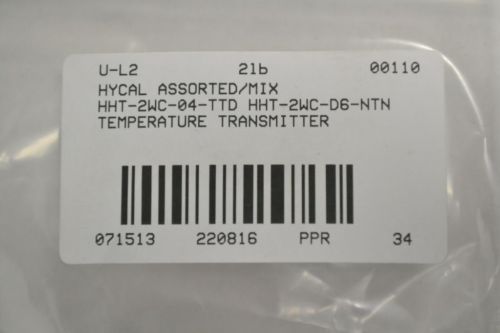 U-L2 2lb 00110
HYCAL ASSORTED/MIX
HHT-2WC-04-TTD HHT-2WC-D6-NTN
TEMPERATURE TRANSMITTER
071513 220816 PPR 34